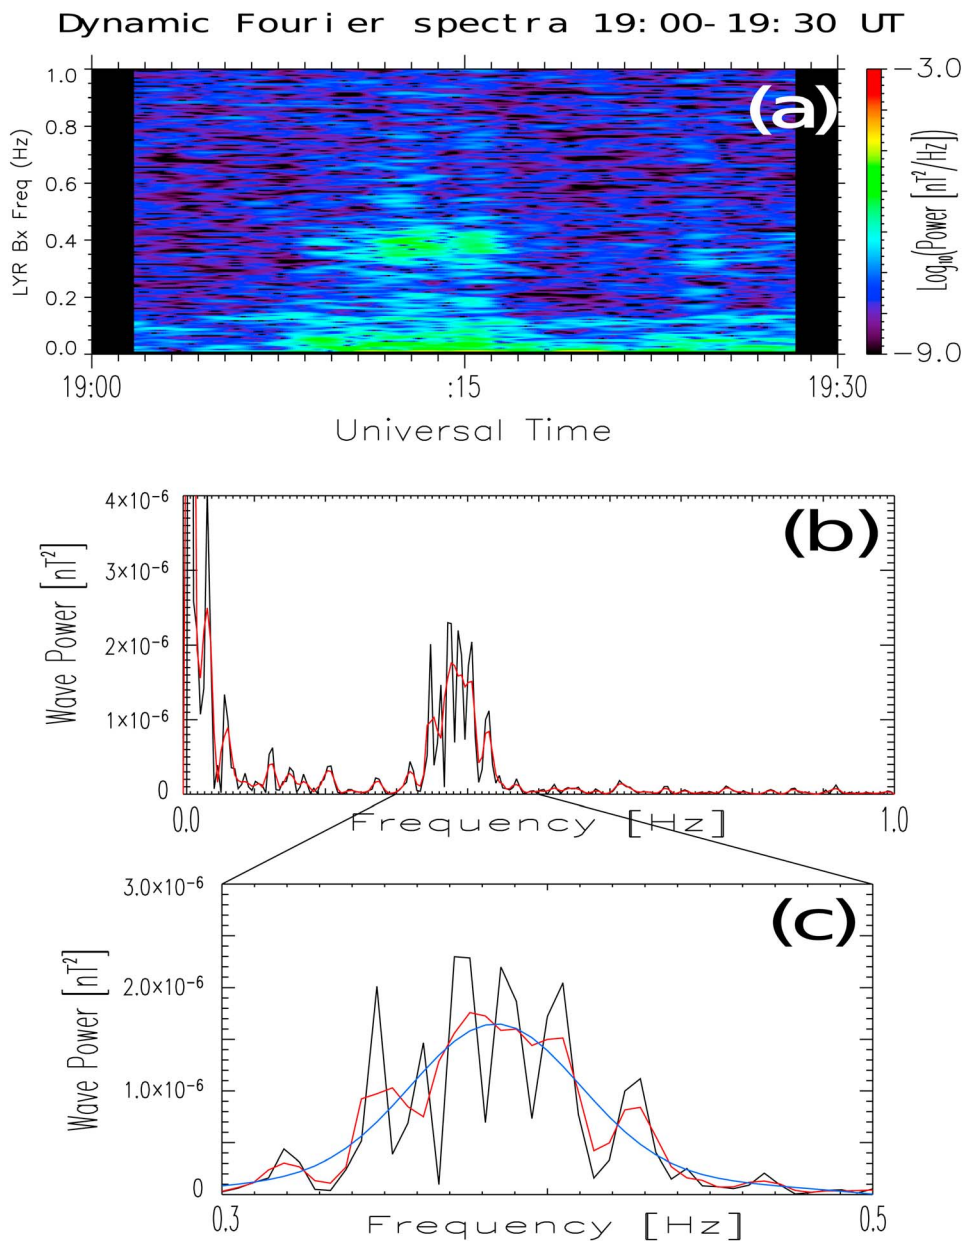 Dynamic Fourier spectra 19:00-19:30 UT
1.0
0.8
0.6
0.4
0.2
0.0
LYR Bx Freq (Hz)
(a)
-3.0
-9.0
Log₁₀(Power [nT²/Hz])
19:00
:15
19:30
Universal Time
4×10⁻⁶
3×10⁻⁶
2×10⁻⁶
1×10⁻⁶
0
Wave Power [nT²]
(b)
0.0
Frequency [Hz]
1.0
3.0×10⁻⁶
2.0×10⁻⁶
1.0×10⁻⁶
0
Wave Power [nT²]
(c)
0.3
Frequency [Hz]
0.5